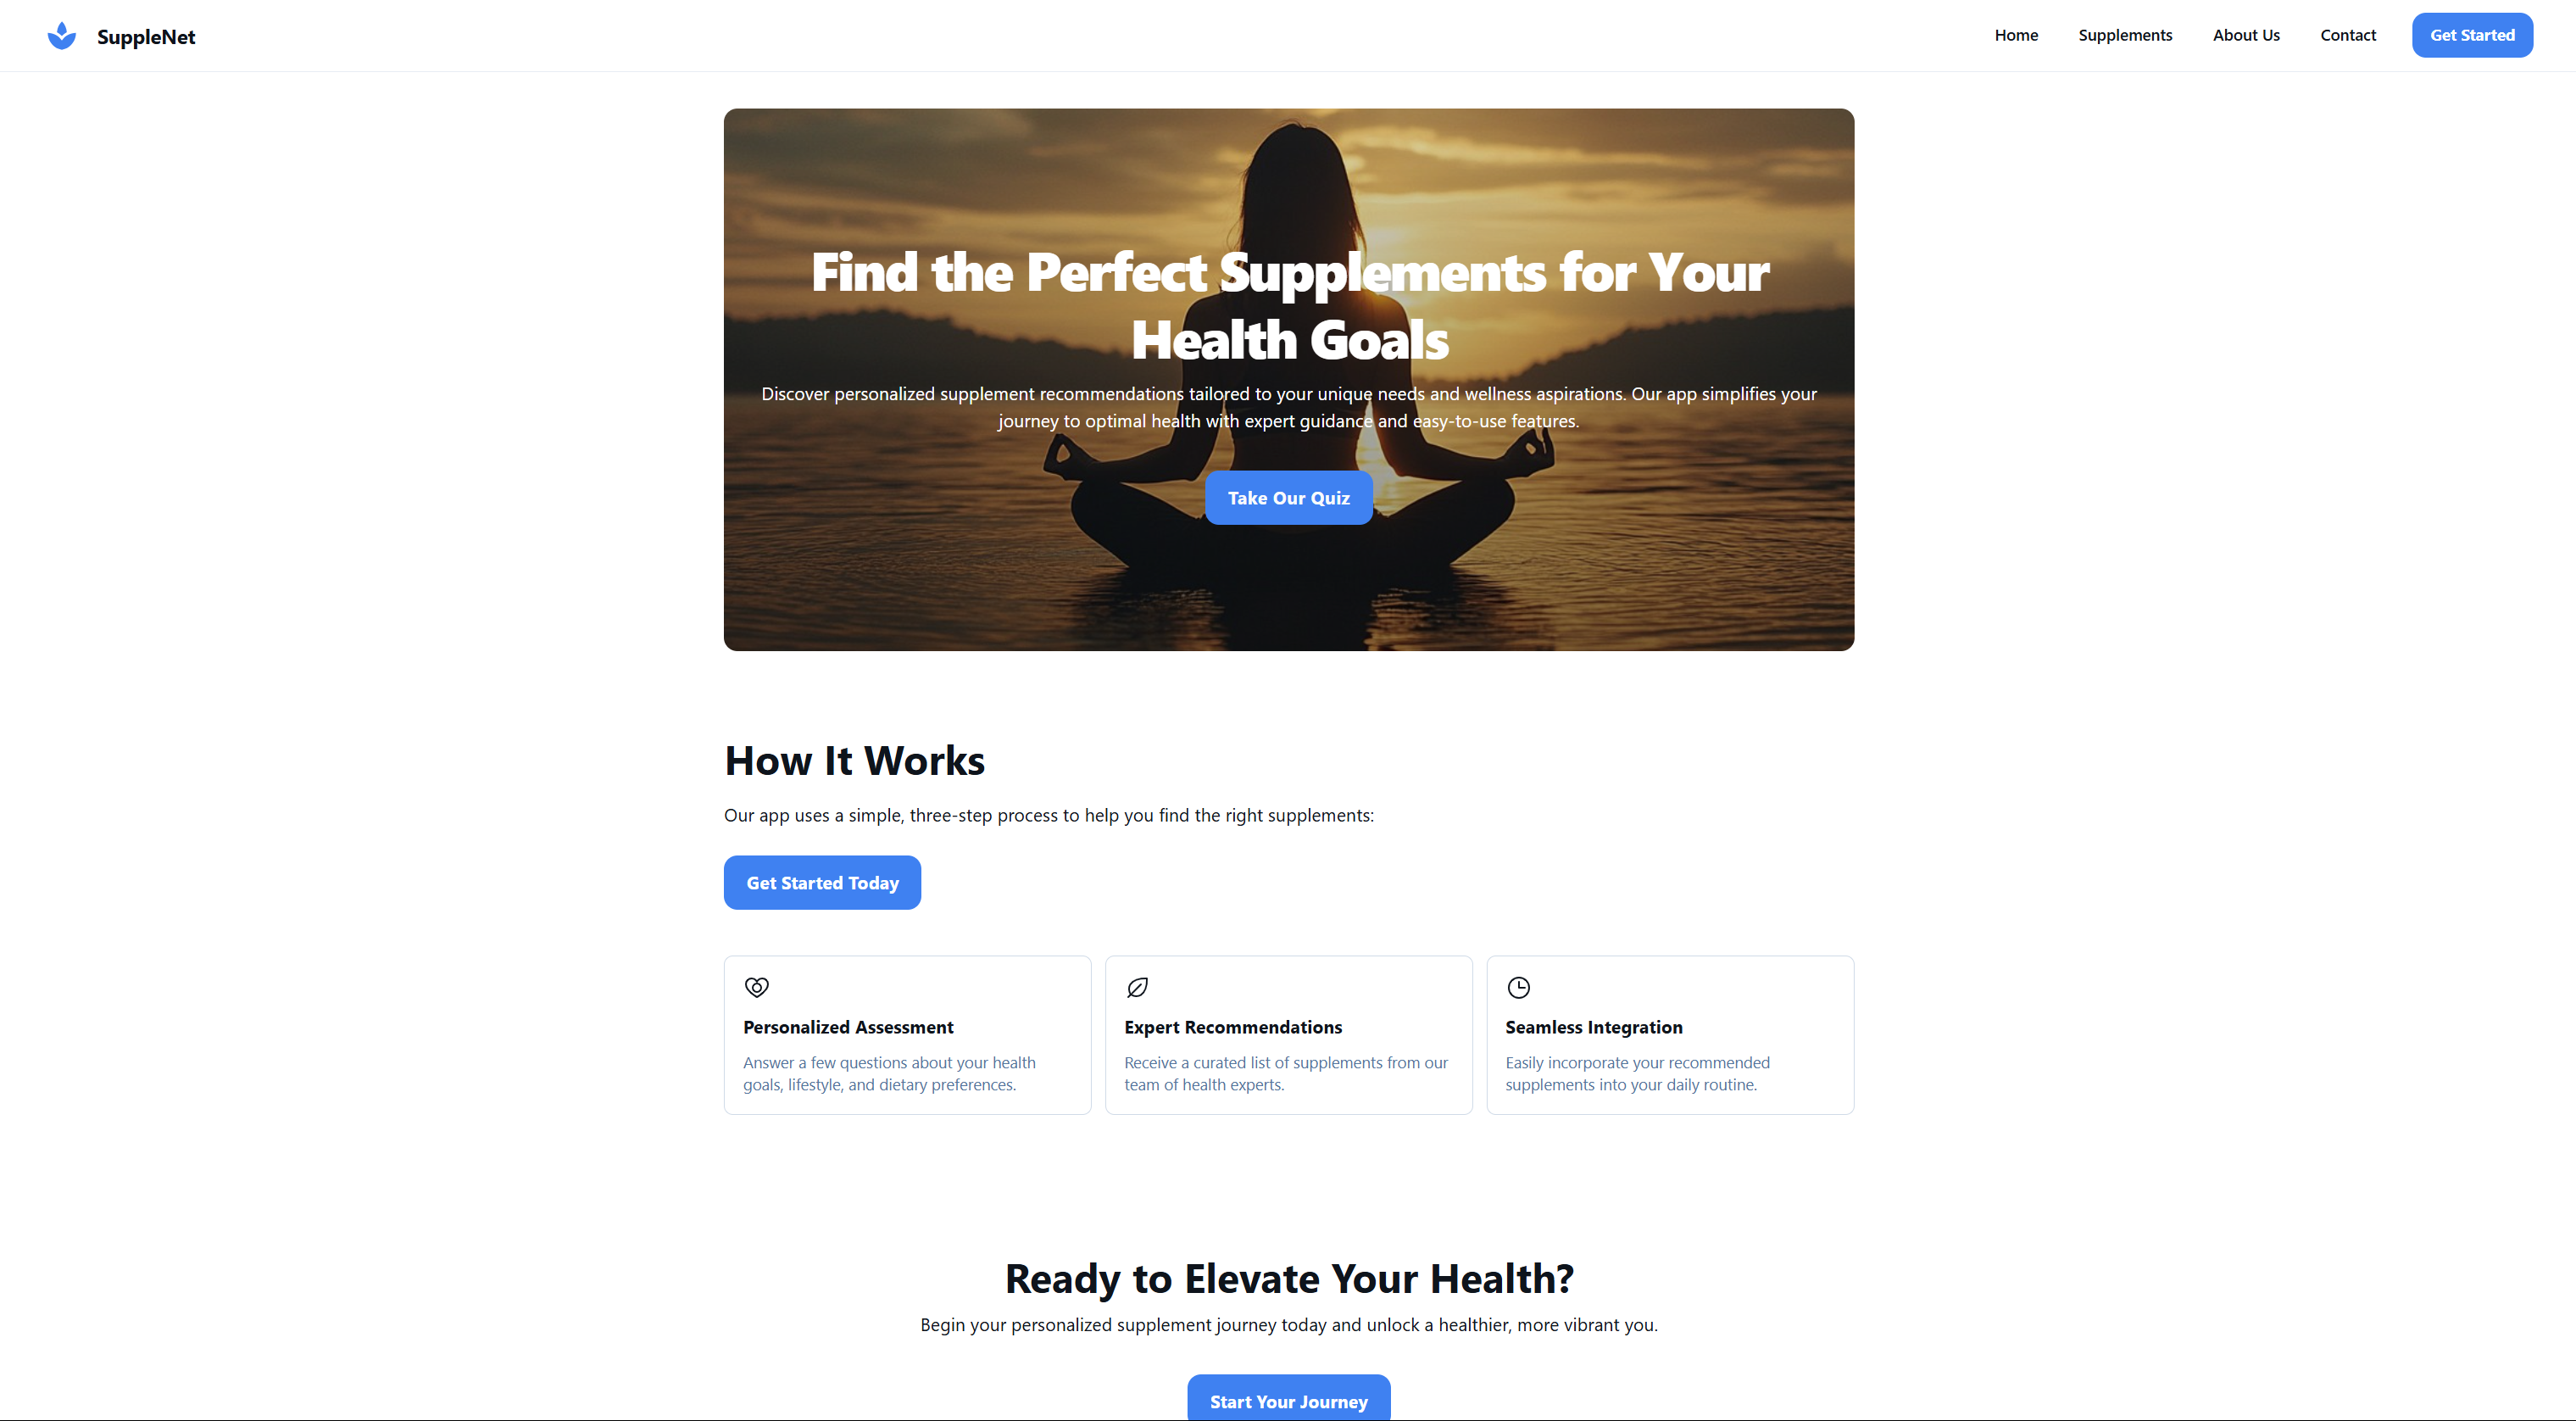 SuppleNet
Home
Supplements
About Us
Contact
Get Started
Find the Perfect Supplements for Your
Health Goals
Discover personalized supplement recommendations tailored to your unique needs and wellness aspirations. Our app simplifies your
journey to optimal health with expert guidance and easy-to-use features.
Take Our Quiz
How It Works
Our app uses a simple, three-step process to help you find the right supplements:
Get Started Today
Personalized Assessment
Answer a few questions about your health
goals, lifestyle, and dietary preferences.
Expert Recommendations
Receive a curated list of supplements from our
team of health experts.
Seamless Integration
Easily incorporate your recommended
supplements into your daily routine.
Ready to Elevate Your Health?
Begin your personalized supplement journey today and unlock a healthier, more vibrant you.
Start Your Journey